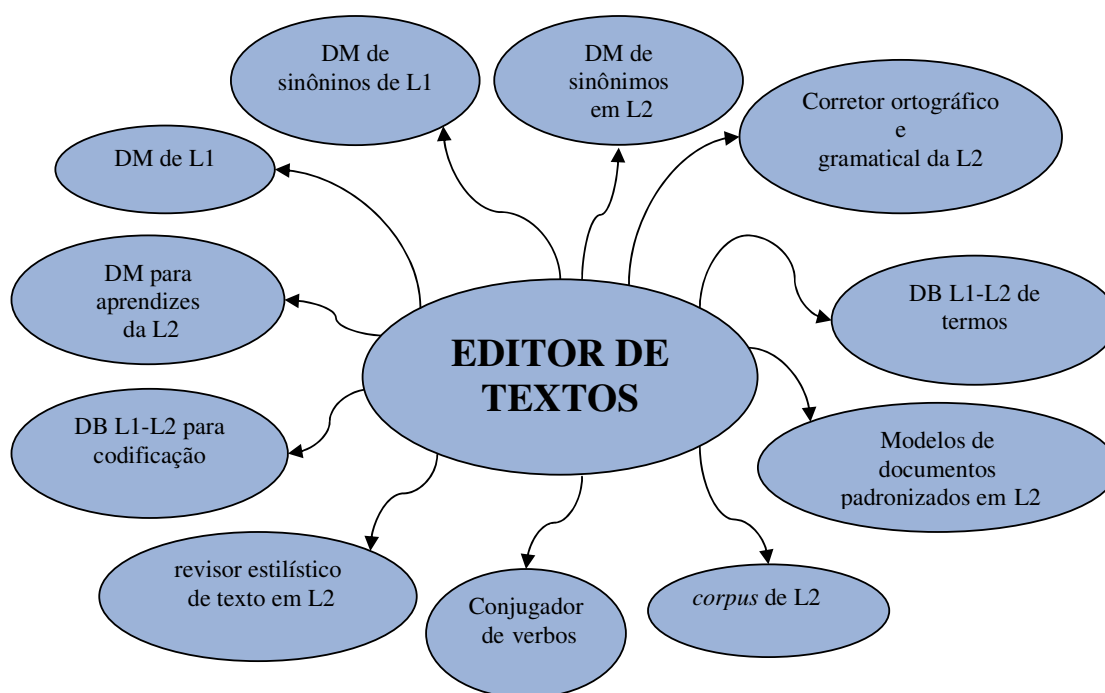 DM de
sinôninos de L1
DM de
sinônimos
em L2
Corretor ortográfico
e
gramatical da L2
DM de L1
DM para
aprendizes
da L2
DB L1-L2 de
termos
EDITOR DE
TEXTOS
DB L1-L2 para
codificação
Modelos de
documentos
padronizados em L2
revisor estilístico
de texto em L2
Conjugador
de verbos
corpus de L2